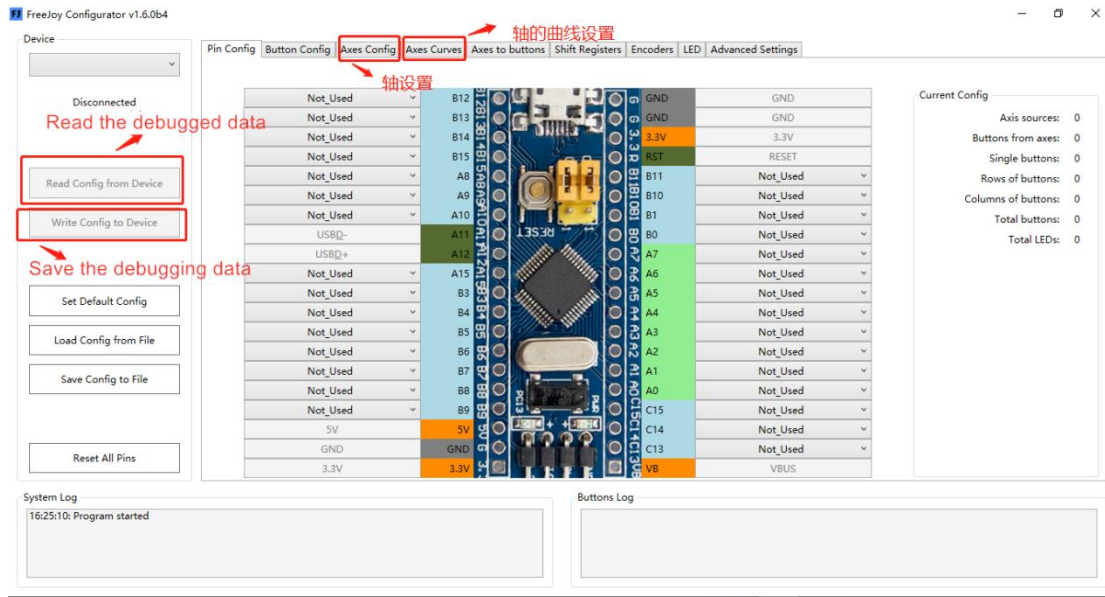 FreeJoy Configurator v1.6.0b4
轴的曲线设置
Device
Pin Config Button Config Axes Config Axes Curves Axes to buttons Shift Registers Encoders LED Advanced Settings
轴设置
Disconnected
Read the debugged data
Read Config from Device
Write Config to Device
Save the debugging data
Set Default Config
Load Config from File
Save Config to File
Reset All Pins
Not_Used B12 GND GND
Not_Used B13 GND GND
Not_Used B14 3.3V 3.3V
Not_Used B15 RST RESET
Not_Used A8 B11 Not_Used
Not_Used A9 B10 Not_Used
Not_Used A10 B1 Not_Used
USBD- A11 B0 Not_Used
USBD+ A12 A7 Not_Used
Not_Used A15 A6 Not_Used
Not_Used B3 A5 Not_Used
Not_Used B4 A4 Not_Used
Not_Used B5 A3 Not_Used
Not_Used B6 A2 Not_Used
Not_Used B7 A1 Not_Used
Not_Used B8 A0 Not_Used
Not_Used B9 C15 Not_Used
5V 5V C14 Not_Used
GND GND C13 Not_Used
3.3V 3.3V VB VBUS
RESET
PC13
PWR
Current Config
Axis sources: 0
Buttons from axes: 0
Single buttons: 0
Rows of buttons: 0
Columns of buttons: 0
Total buttons: 0
Total LEDs: 0
System Log
16:25:10: Program started
Buttons Log